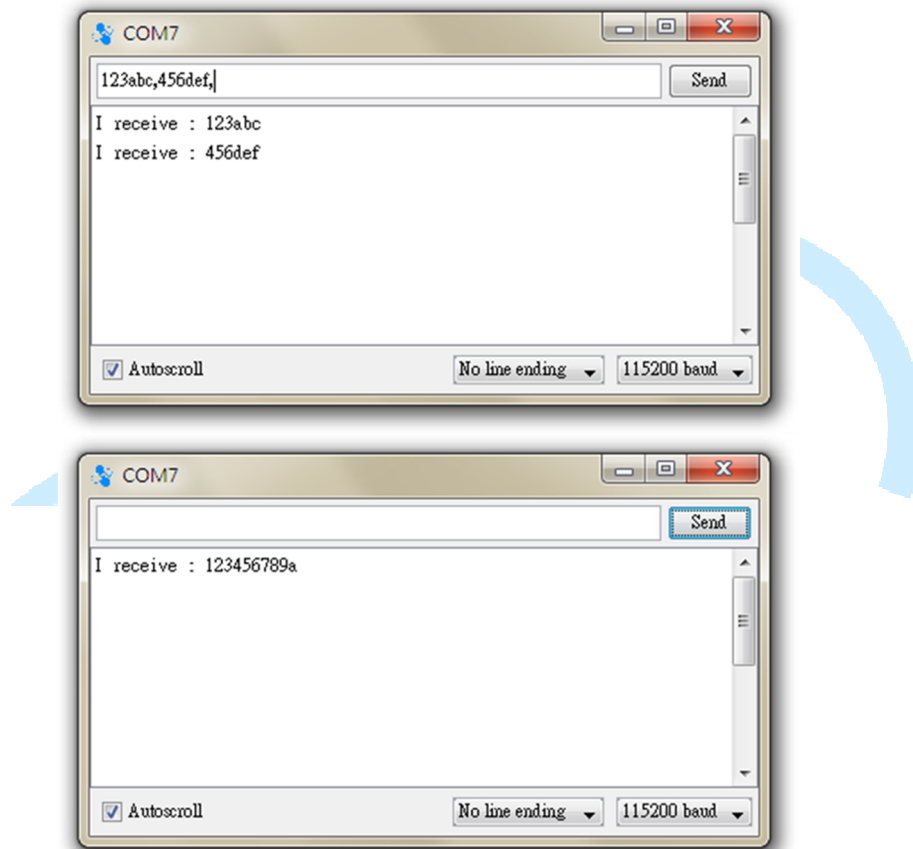 COM7
123abc,456def,
Send
I receive : 123abc
I receive : 456def
Autoscroll
No line ending
115200 baud
COM7
Send
I receive : 123456789a
Autoscroll
No line ending
115200 baud